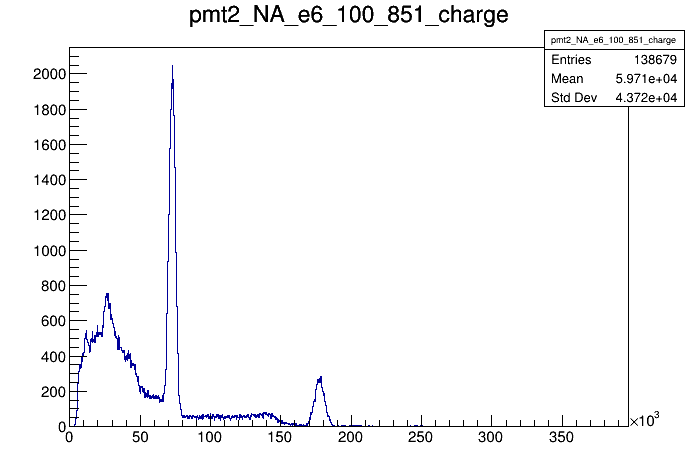 pmt2_NA_e6_100_851_charge
pmt2_NA_e6_100_851_charge
Entries 138679
Mean 5.971e+04
Std Dev 4.372e+04
2000
1800
1600
1400
1200
1000
800
600
400
200
0
0 50 100 150 200 250 300 350
×10³